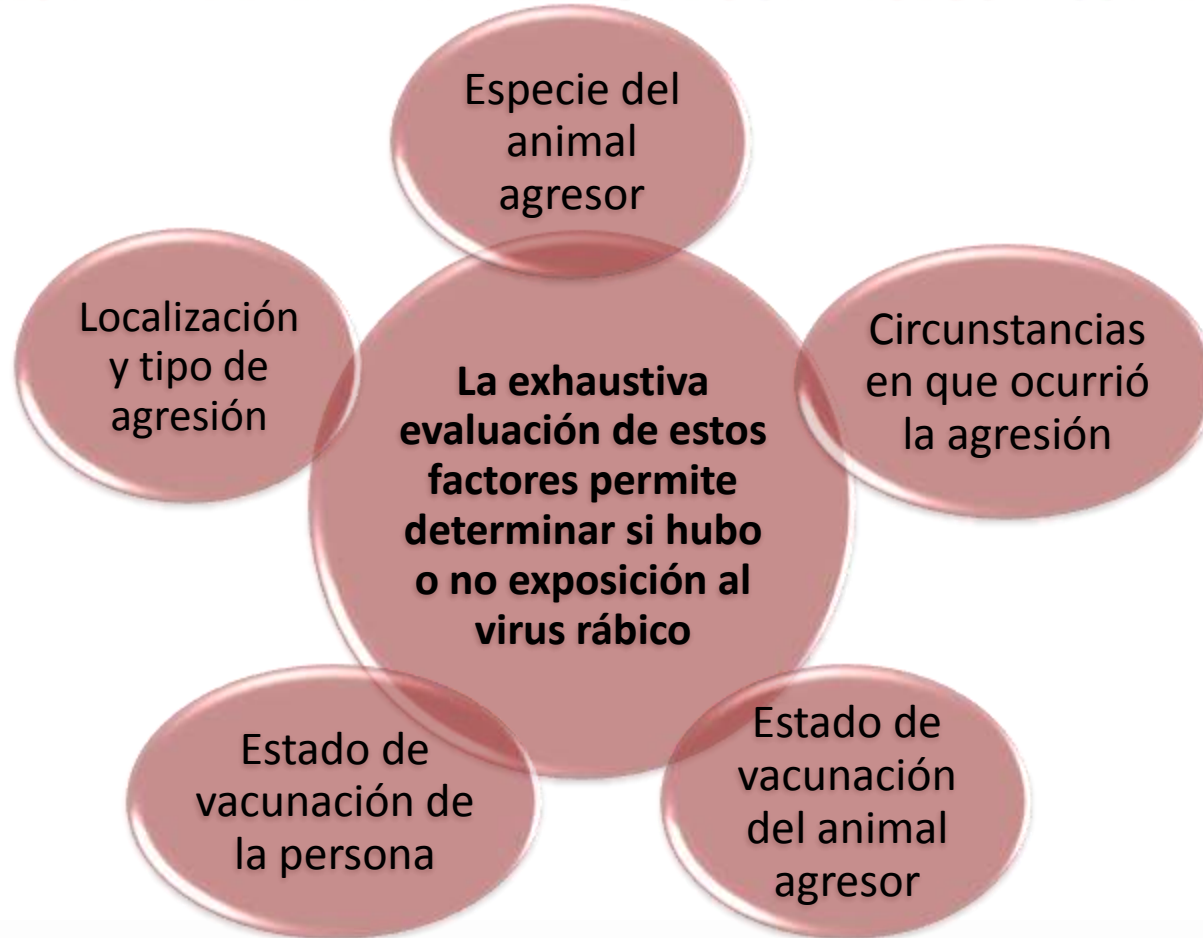 Especie del
animal
agresor
Localización
y tipo de
agresión
Circunstancias
en que ocurrió
la agresión
La exhaustiva
evaluación de estos
factores permite
determinar si hubo
o no exposición al
virus rábico
Estado de
vacunación de
la persona
Estado de
vacunación
del animal
agresor